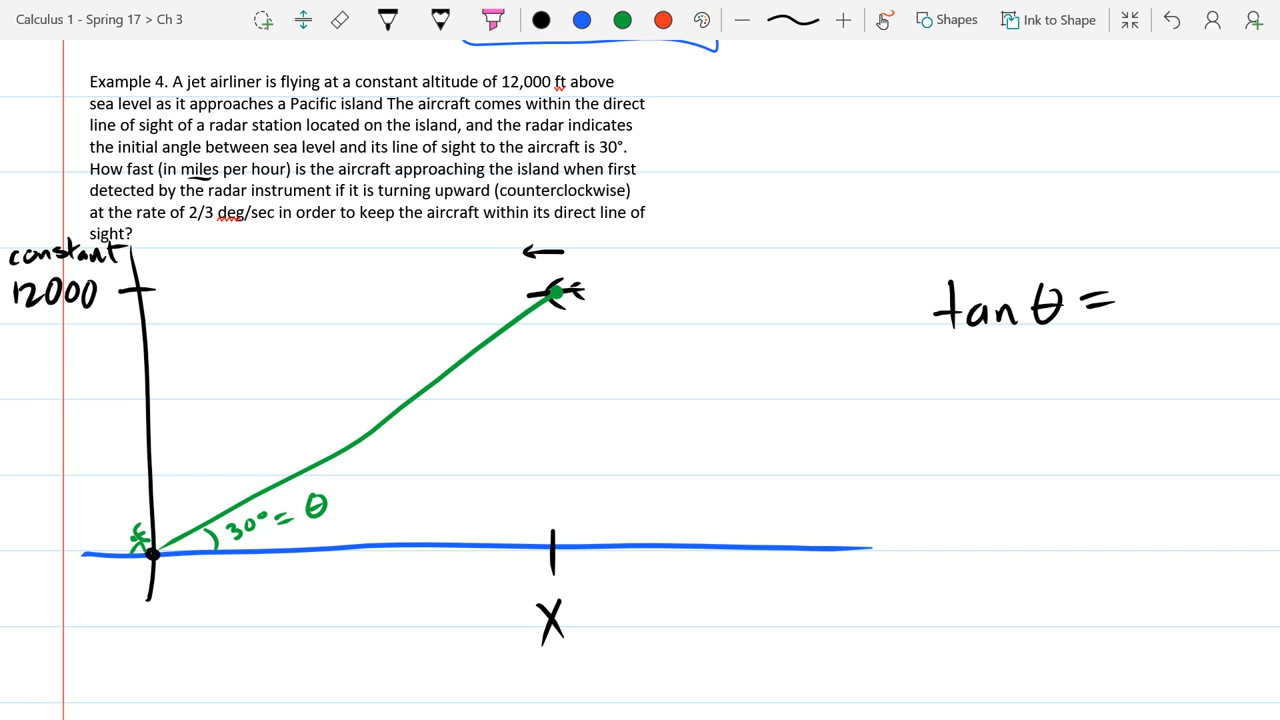 Calculus 1 - Spring 17 > Ch 3
Shapes
Ink to Shape
Example 4. A jet airliner is flying at a constant altitude of 12,000 ft above
sea level as it approaches a Pacific island The aircraft comes within the direct
line of sight of a radar station located on the island, and the radar indicates
the initial angle between sea level and its line of sight to the aircraft is 30°.
How fast (in miles per hour) is the aircraft approaching the island when first
detected by the radar instrument if it is turning upward (counterclockwise)
at the rate of 2/3 deg/sec in order to keep the aircraft within its direct line of
sight?
constant
12000
tan θ =
30° = θ
X